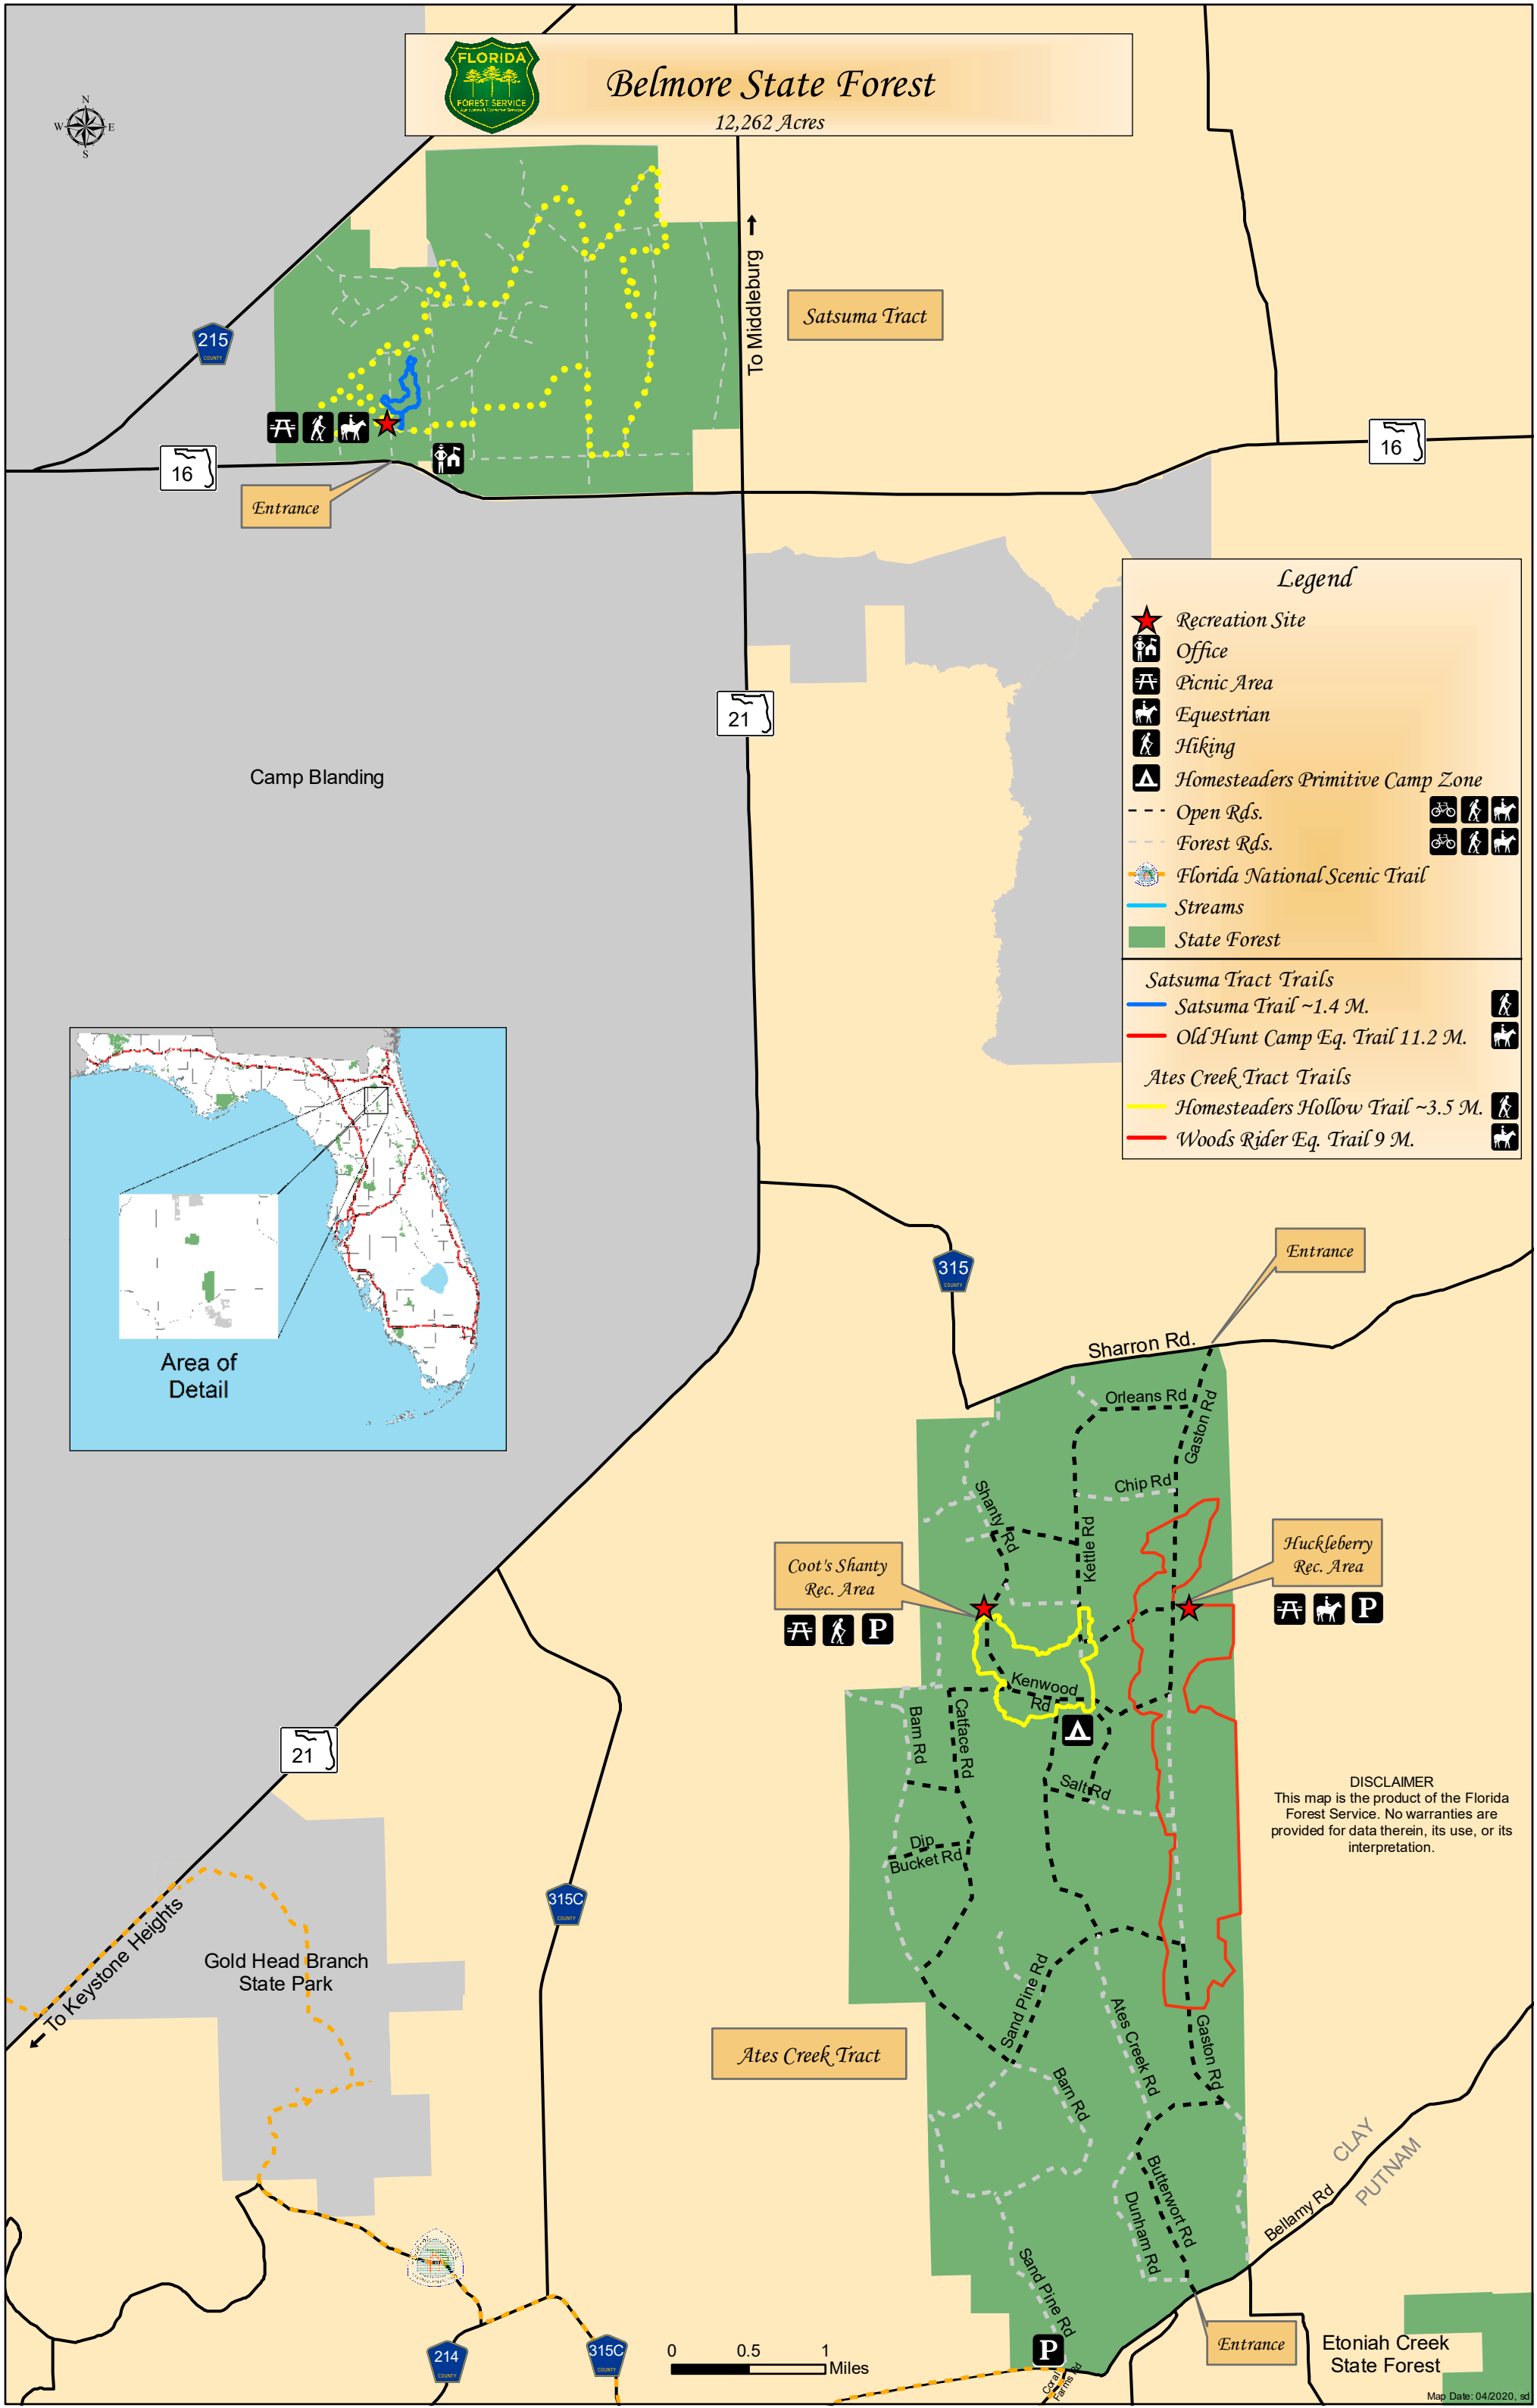 FLORIDA
FOREST SERVICE
Belmore State Forest
12,262 Acres
N
W
E
S
To Middleburg
Satsuma Tract
215
COUNTY
16
16
Entrance
Camp Blanding
21
Legend
Recreation Site
Office
Picnic Area
Equestrian
Hiking
Homesteaders Primitive Camp Zone
Open Rds.
Forest Rds.
Florida National Scenic Trail
Streams
State Forest
Satsuma Tract Trails
Satsuma Trail ~1.4 M.
Old Hunt Camp Eq. Trail 11.2 M.
Ates Creek Tract Trails
Homesteaders Hollow Trail ~3.5 M.
Woods Rider Eq. Trail 9 M.
Area of
Detail
315
COUNTY
Entrance
Sharron Rd.
Orleans Rd
Gaston Rd
Chip Rd
Shanty Rd
Kettle Rd
Coot's Shanty
Rec. Area
P
Huckleberry
Rec. Area
P
Kenwood
Rd
Barn Rd
Catface Rd
Salt Rd
Dip
Bucket Rd
21
DISCLAIMER
This map is the product of the Florida
Forest Service. No warranties are
provided for data therein, its use, or its
interpretation.
315C
COUNTY
To Keystone Heights
Gold Head Branch
State Park
Ates Creek Tract
Sand Pine Rd
Ates Creek Rd
Gaston Rd
Barn Rd
Butterwort Rd
Dunham Rd
Sand Pine Rd
CLAY
PUTNAM
Bellamy Rd
Entrance
Etoniah Creek
State Forest
P
Coral
Farms Rd
214
COUNTY
315C
COUNTY
0 0.5 1
Miles
Map Date: 04/2020, sd